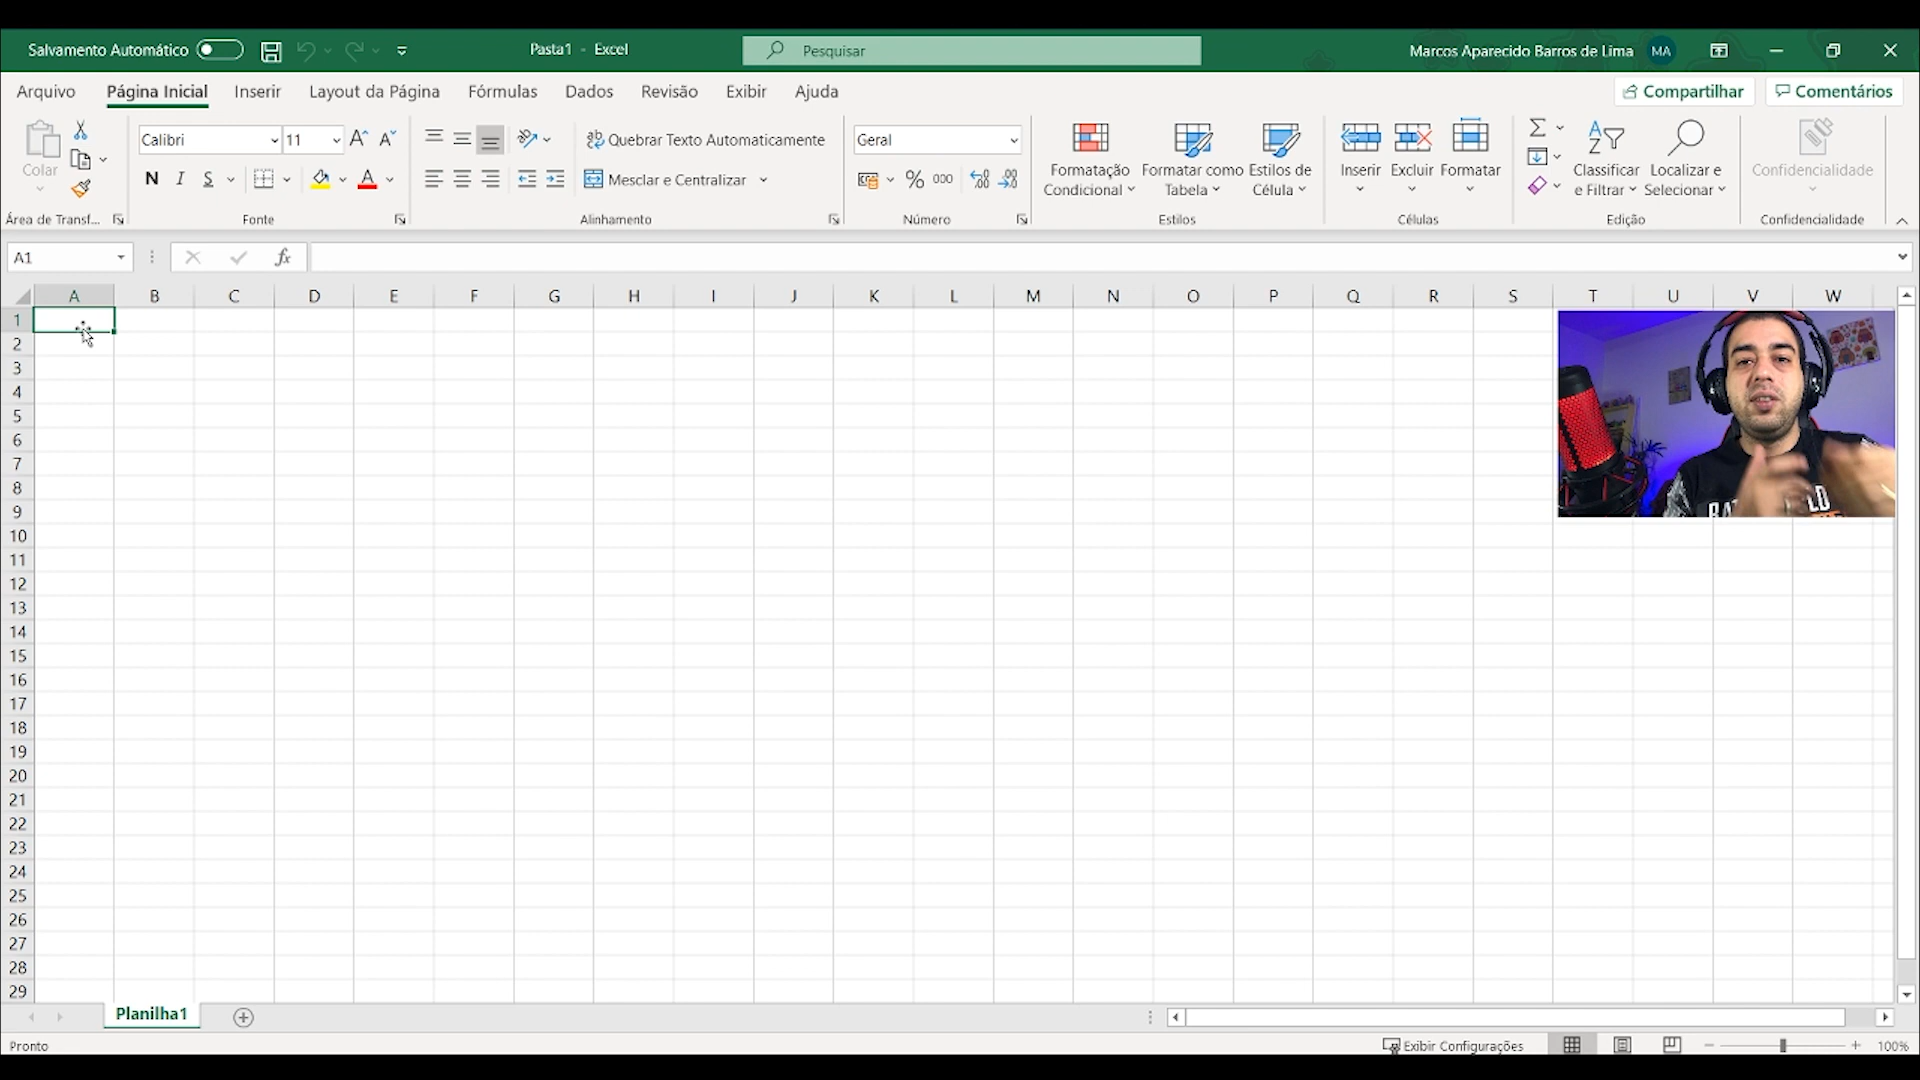 Salvamento Automático
Pasta1 - Excel
Pesquisar
Marcos Aparecido Barros de Lima
MA
Arquivo
Página Inicial
Inserir
Layout da Página
Fórmulas
Dados
Revisão
Exibir
Ajuda
Compartilhar
Comentários
Colar
Área de Transf...
Calibri
11
N I S
A
Fonte
Quebrar Texto Automaticamente
Mesclar e Centralizar
Alinhamento
Geral
% 000
Número
Formatação
Condicional
Formatar como
Tabela
Estilos de
Célula
Estilos
Inserir
Excluir
Formatar
Células
Classificar
e Filtrar
Localizar e
Selecionar
Edição
Confidencialidade
Confidencialidade
A1
fx
A B C D E F G H I J K L M N O P Q R S T U V W
1
2
3
4
5
6
7
8
9
10
11
12
13
14
15
16
17
18
19
20
21
22
23
24
25
26
27
28
29
Planilha1
Pronto
Exibir Configurações
100%